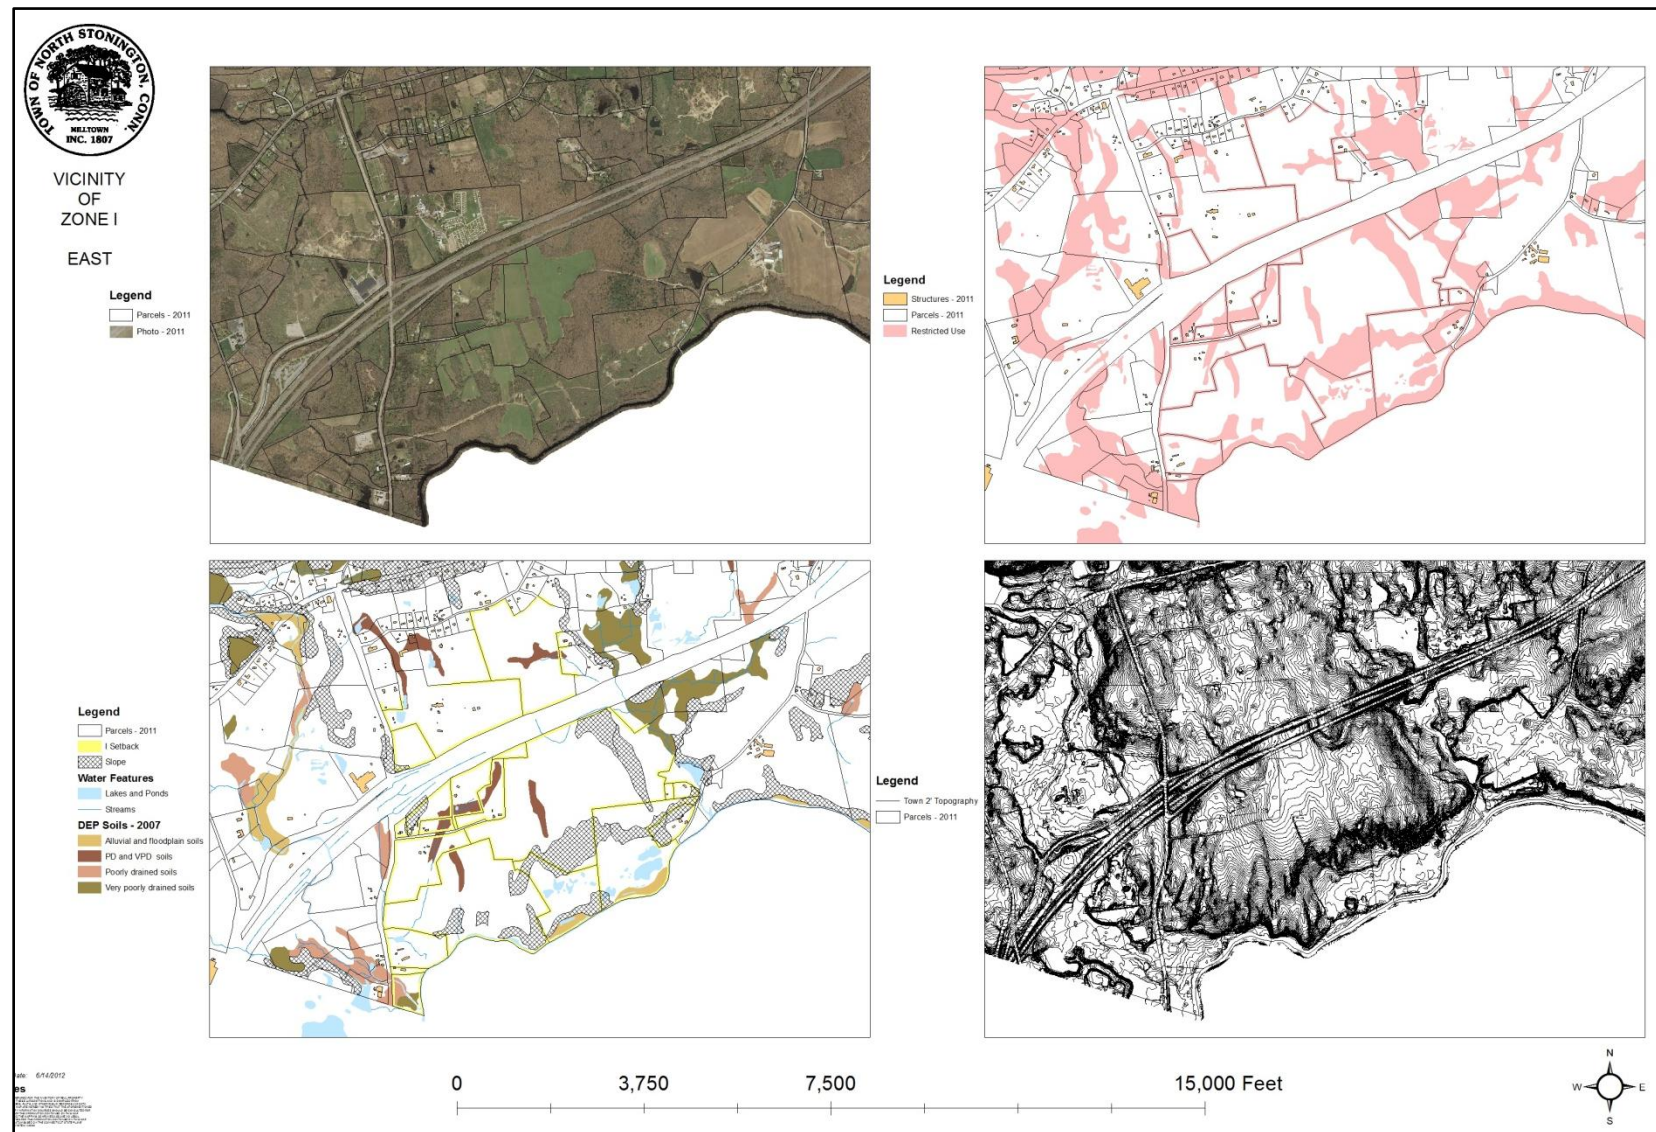 TOWN OF NORTH STONINGTON, CONN.
MILLTOWN
INC. 1807
VICINITY
OF
ZONE I
EAST
Legend
Parcels - 2011
Photo - 2011
Legend
Structures - 2011
Parcels - 2011
Restricted Use
Legend
Parcels - 2011
I Setback
Slope
Water Features
Lakes and Ponds
Streams
DEP Soils - 2007
Alluvial and floodplain soils
PD and VPD soils
Poorly drained soils
Very poorly drained soils
Legend
Town 2' Topography
Parcels - 2011
6/14/2012
0 3,750 7,500 15,000 Feet
N
W E
S